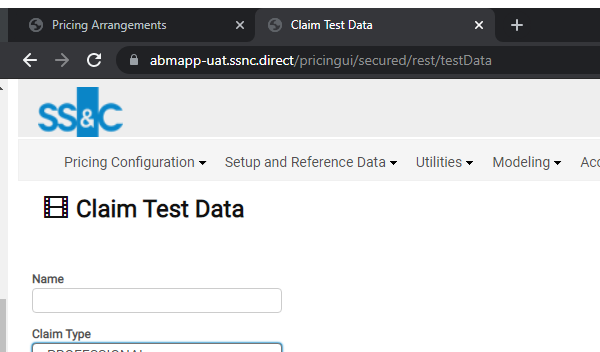 Pricing Arrangements Claim Test Data
abmapp-uat.ssnc.direct/pricingui/secured/rest/testData
SS&C
Pricing Configuration Setup and Reference Data Utilities Modeling Acc
Claim Test Data
Name
Claim Type
PROFESSIONAL